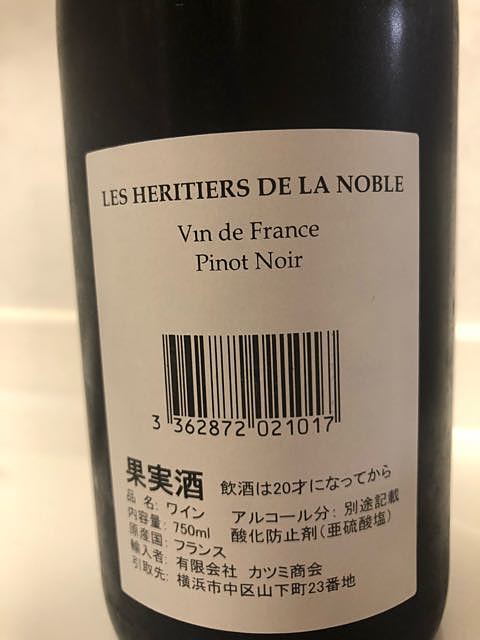 LES HERITIERS DE LA NOBLE
Vin de France
Pinot Noir
3 362872 021017
果実酒 飲酒は20才になってから
品 名: ワイン アルコール分: 別途記載
内容量: 750ml 酸化防止剤(亜硫酸塩)
原産国: フランス
輸入者: 有限会社 カツミ商会
引取先: 横浜市中区山下町23番地